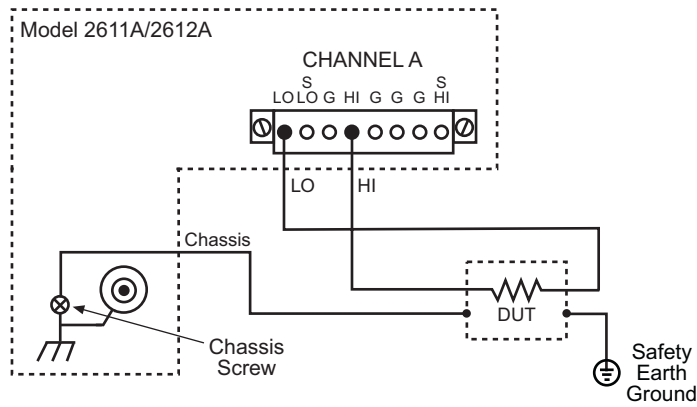 Model 2611A/2612A
CHANNEL A
S S
LO LO G HI G G G HI
LO HI
Chassis
DUT
Chassis
Screw
Safety
Earth
Ground